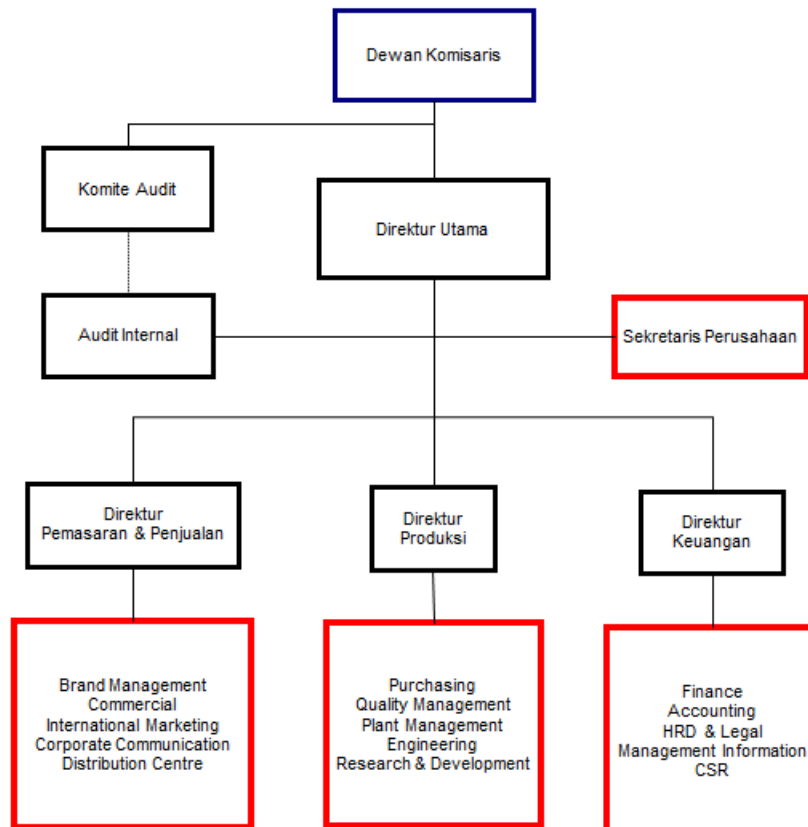 Dewan Komisaris
Komite Audit
Direktur Utama
Audit Internal
Sekretaris Perusahaan
Direktur
Pemasaran & Penjualan
Direktur
Produksi
Direktur
Keuangan
Brand Management
Commercial
International Marketing
Corporate Communication
Distribution Centre
Purchasing
Quality Management
Plant Management
Engineering
Research & Development
Finance
Accounting
HRD & Legal
Management Information
CSR